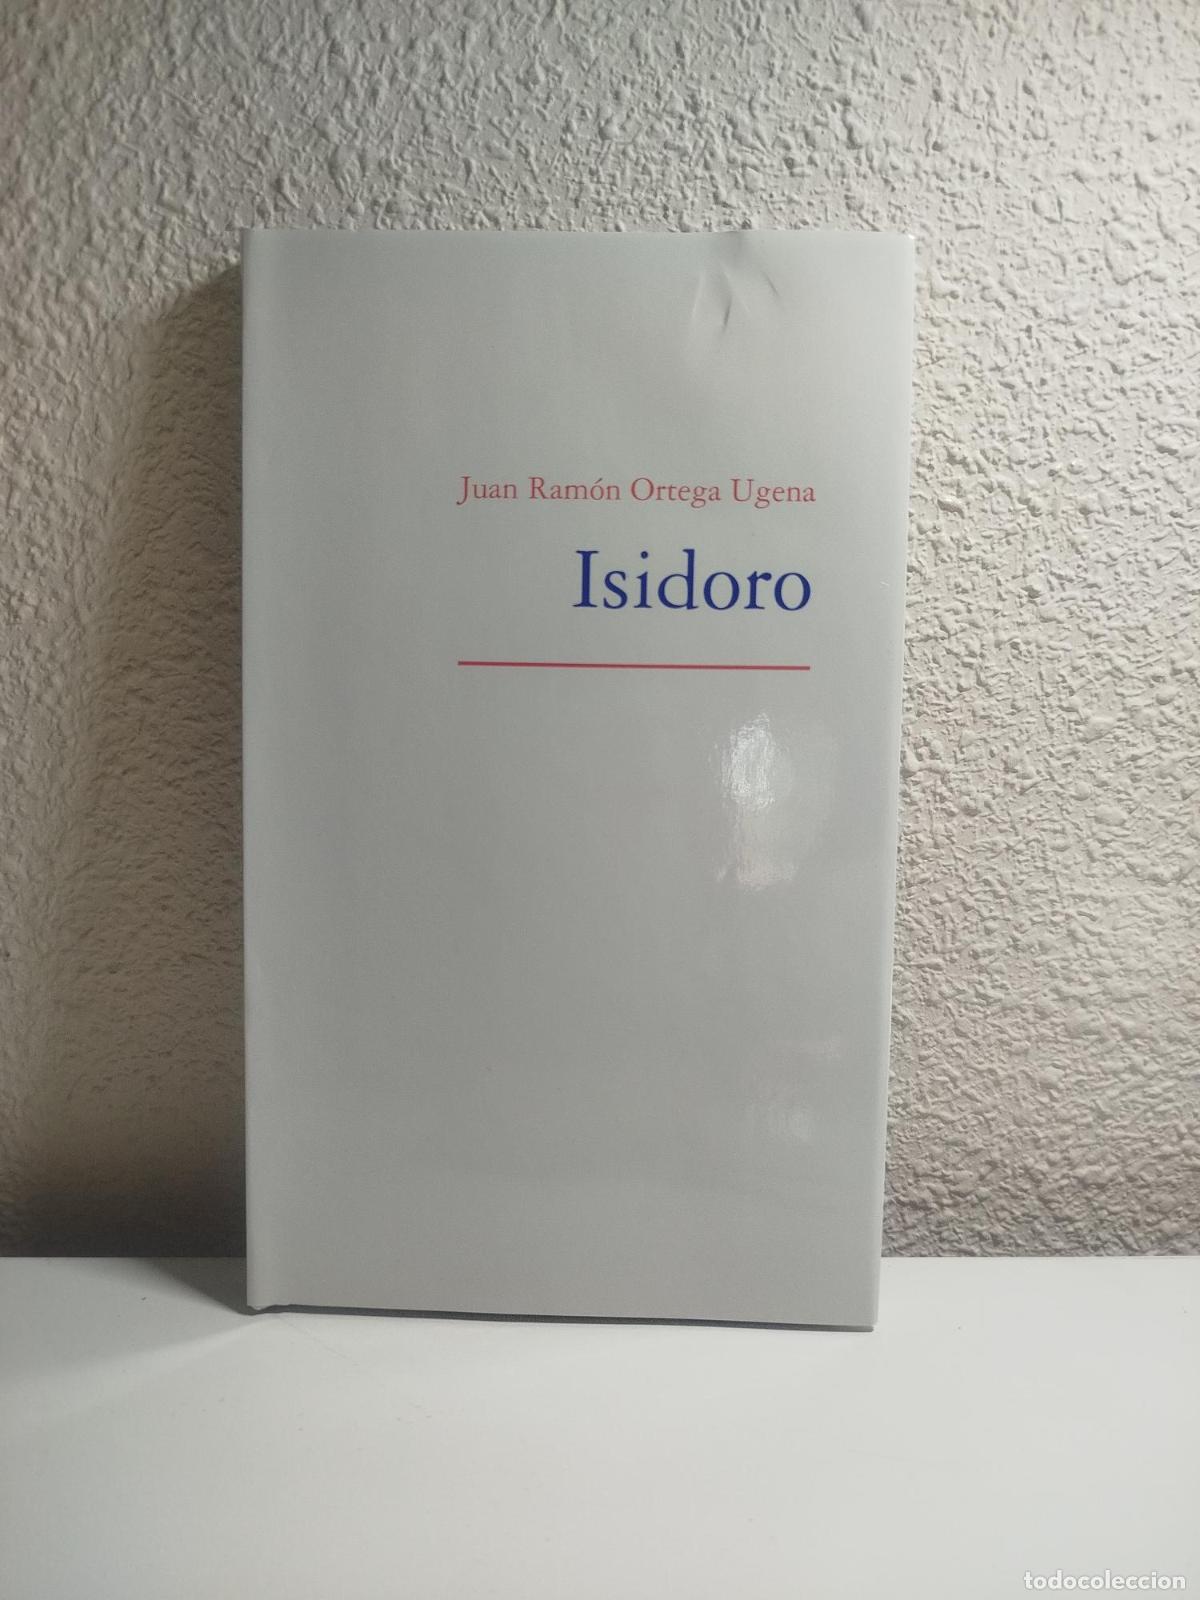 Juan Ramón Ortega Ugena
Isidoro
todocoleccion